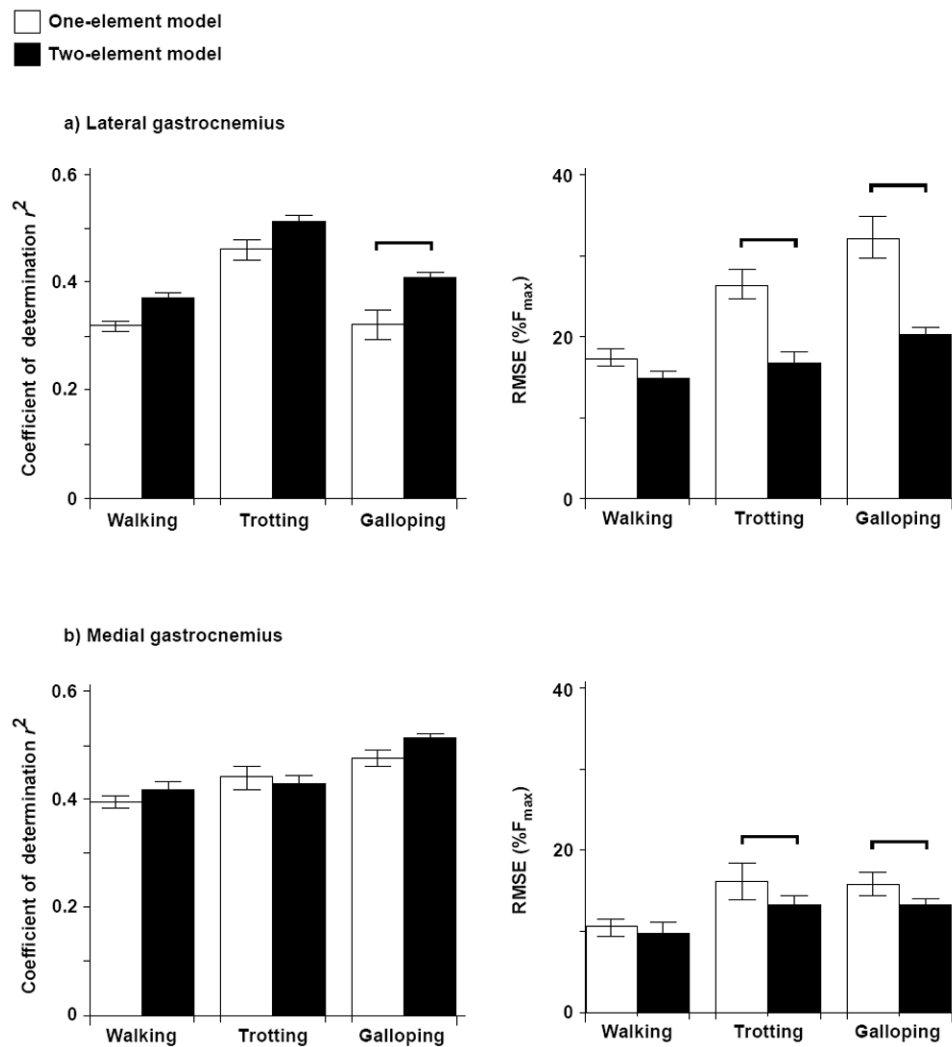 One-element model
Two-element model
a) Lateral gastrocnemius
Coefficient of determination r²
0.6
0.4
0.2
0
Walking Trotting Galloping
RMSE (%Fmax)
40
20
0
Walking Trotting Galloping
b) Medial gastrocnemius
Coefficient of determination r²
0.6
0.4
0.2
0
Walking Trotting Galloping
RMSE (%Fmax)
40
20
0
Walking Trotting Galloping